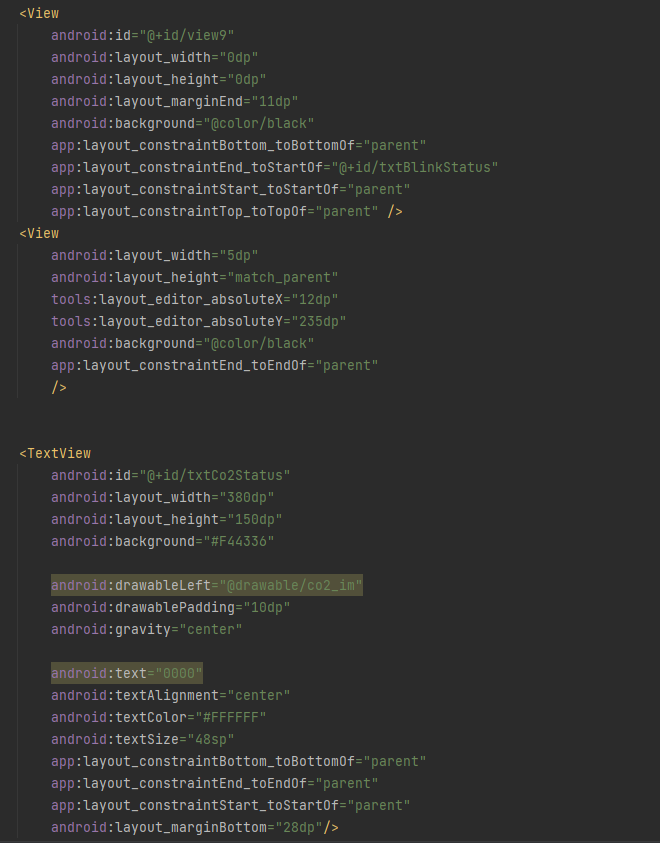 <View
android:id="@+id/view9"
android:layout_width="0dp"
android:layout_height="0dp"
android:layout_marginEnd="11dp"
android:background="@color/black"
app:layout_constraintBottom_toBottomOf="parent"
app:layout_constraintEnd_toStartOf="@+id/txtBlinkStatus"
app:layout_constraintStart_toStartOf="parent"
app:layout_constraintTop_toTopOf="parent" />
<View
android:layout_width="5dp"
android:layout_height="match_parent"
tools:layout_editor_absoluteX="12dp"
tools:layout_editor_absoluteY="235dp"
android:background="@color/black"
app:layout_constraintEnd_toEndOf="parent"
/>
<TextView
android:id="@+id/txtCo2Status"
android:layout_width="380dp"
android:layout_height="150dp"
android:background="#F44336"
android:drawableLeft="@drawable/co2_im"
android:drawablePadding="10dp"
android:gravity="center"
android:text="0000"
android:textAlignment="center"
android:textColor="#FFFFFF"
android:textSize="48sp"
app:layout_constraintBottom_toBottomOf="parent"
app:layout_constraintEnd_toEndOf="parent"
app:layout_constraintStart_toStartOf="parent"
android:layout_marginBottom="28dp"/>